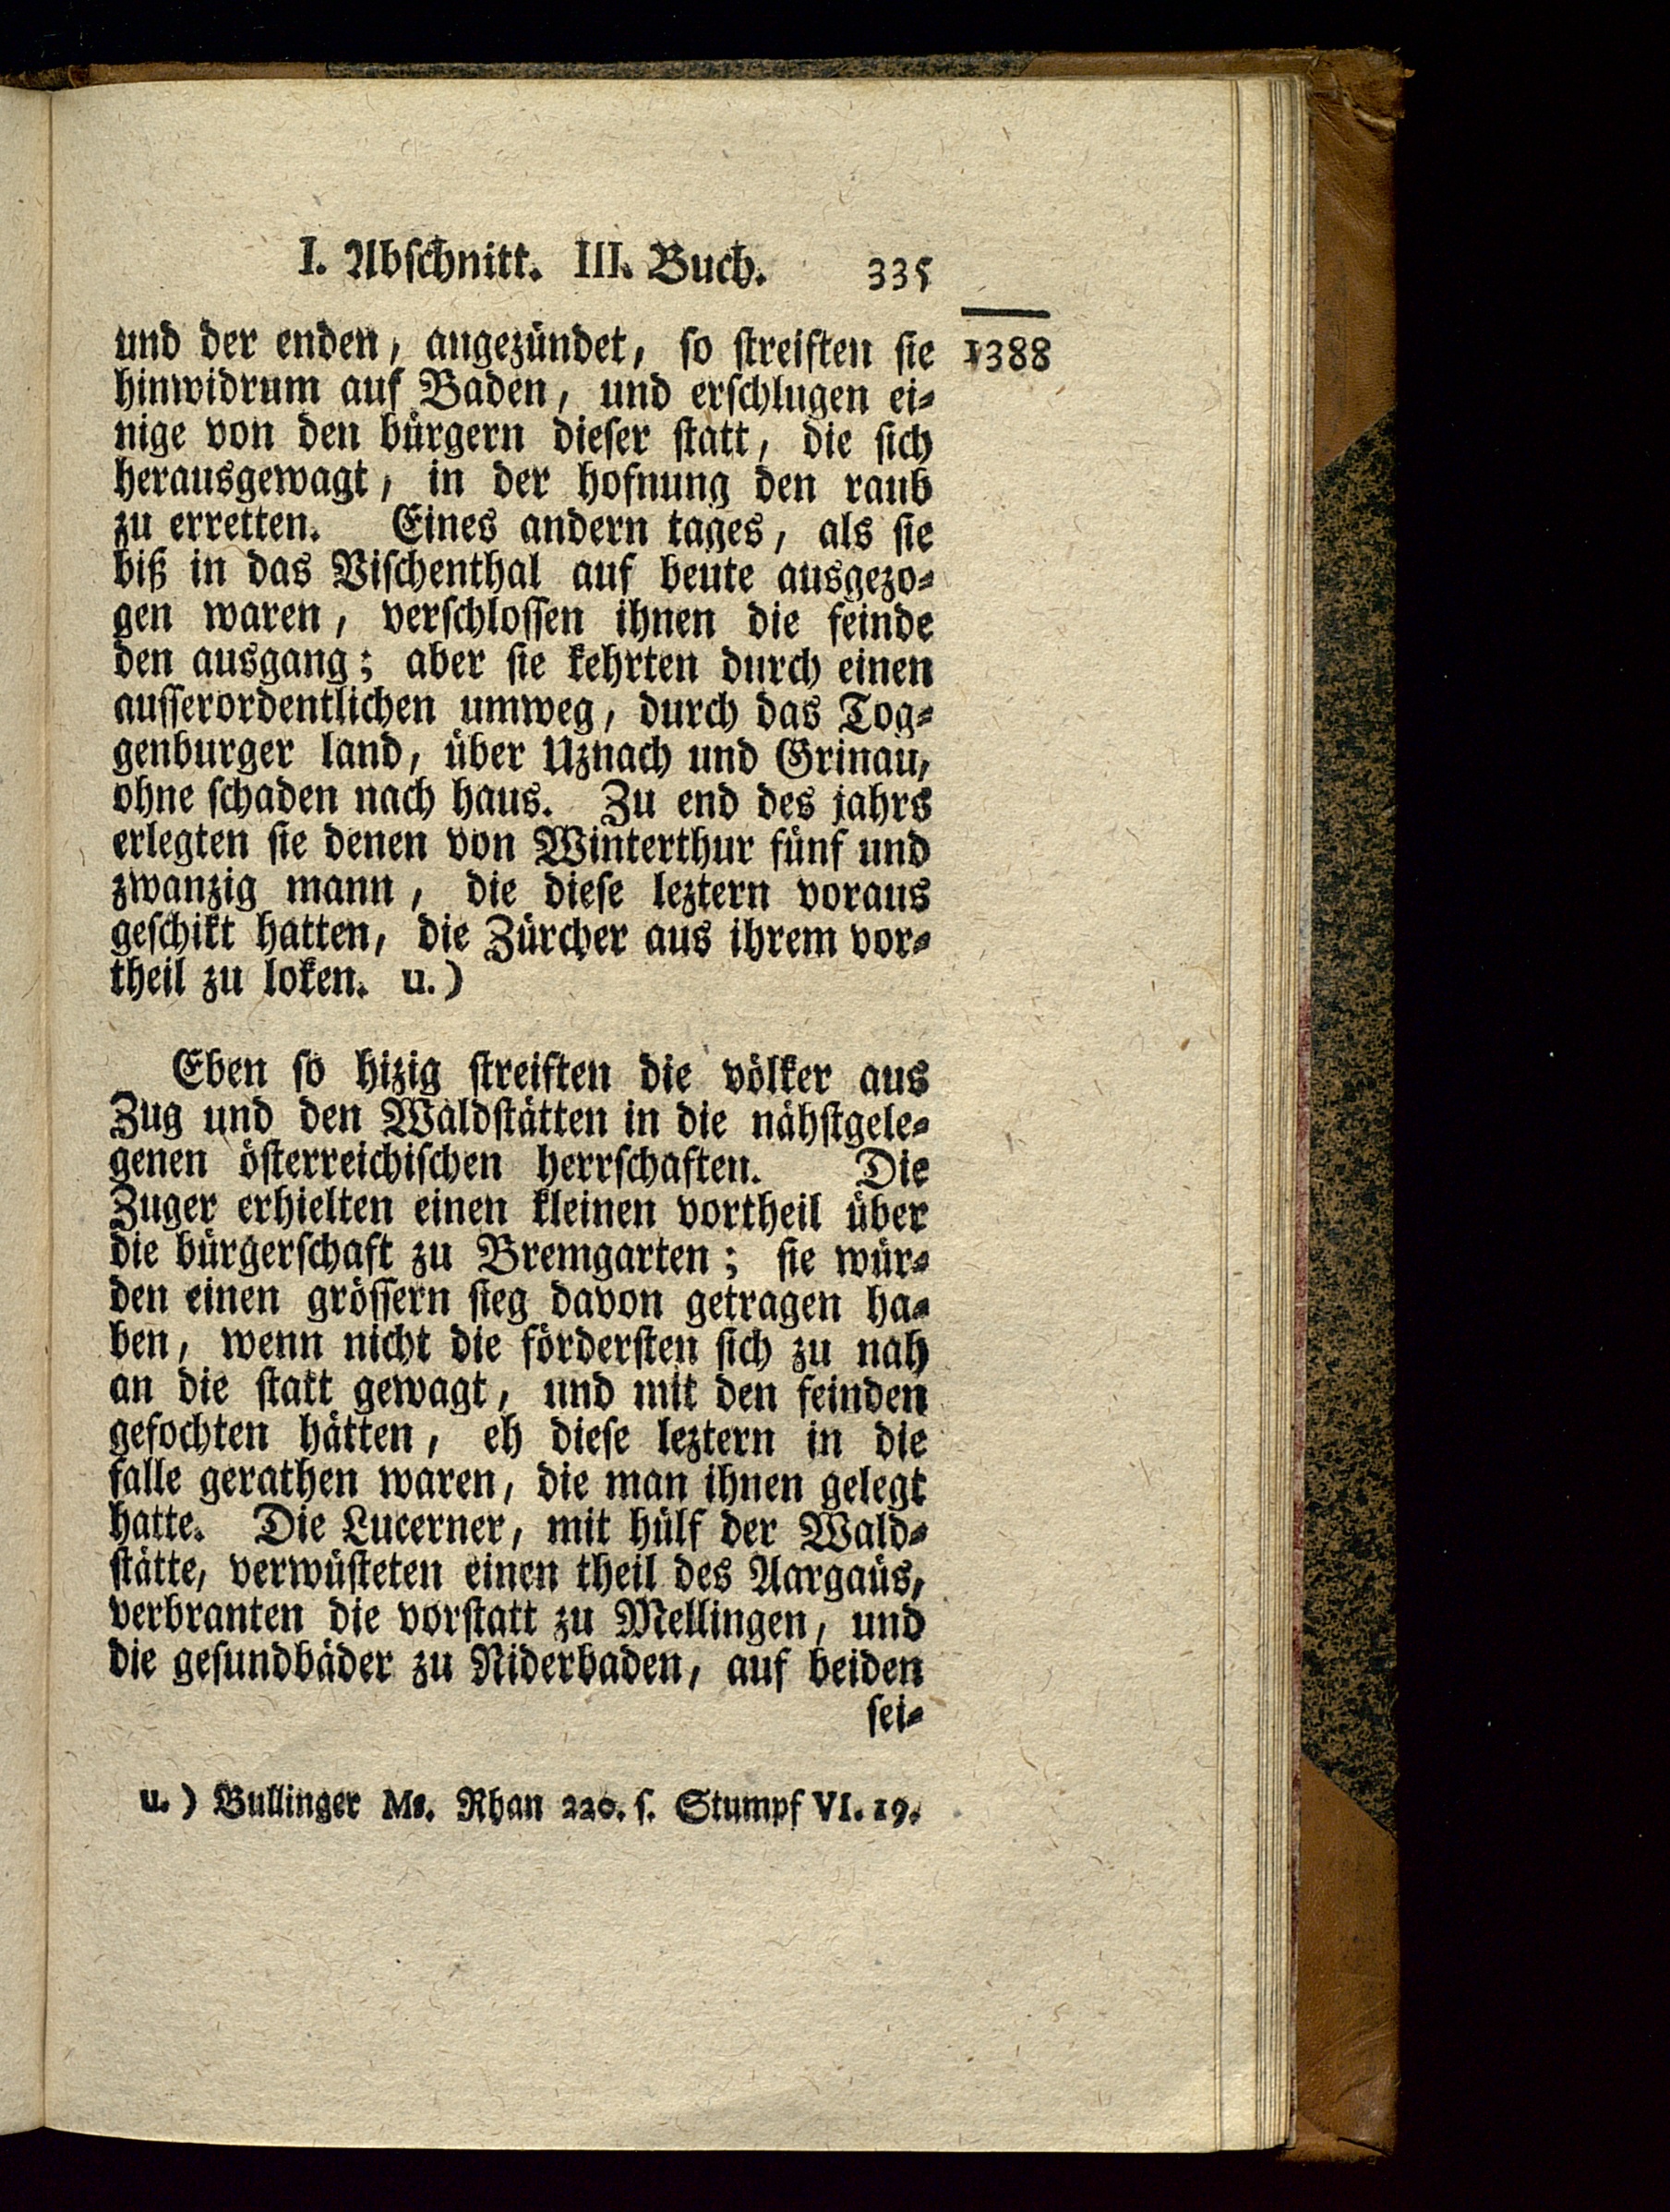 I. Abschnitt. III. Buch. 335
1388
und der enden, angezündet, so streiften sie
hinwidrum auf Baden, und erschlugen ei-
nige von den bürgern dieser statt, die sich
herausgewagt, in der hofnung den raub
zu erretten. Eines andern tages, als sie
biß in das Vischenthal auf beute ausgezo-
gen waren, verschlossen ihnen die feinde
den ausgang; aber sie kehrten durch einen
ausserordentlichen umweg, durch das Tog-
genburger land, über Uznach und Grinau,
ohne schaden nach haus. Zu end des jahrs
erlegten sie denen von Winterthur fünf und
zwanzig mann, die diese leztern voraus
geschikt hatten, die Zürcher aus ihrem vor-
theil zu loken. u.)
Eben so hizig streiften die völker aus
Zug und den Waldstätten in die nähstgele-
genen österreichischen herrschaften. Die
Zuger erhielten einen kleinen vortheil über
die bürgerschaft zu Bremgarten; sie wür-
den einen grössern sieg davon getragen ha-
ben, wenn nicht die fördersten sich zu nah
an die statt gewagt, und mit den feinden
gefochten hätten, eh diese leztern in die
falle gerathen waren, die man ihnen gelegt
hatte. Die Lucerner, mit hülf der Wald-
stätte, verwüsteten einen theil des Aargaüs,
verbranten die vorstatt zu Mellingen, und
die gesundbäder zu Niderbaden, auf beiden
sei-
u.) Bullinger Ms. Rhan 220. s. Stumpf VI. 19.